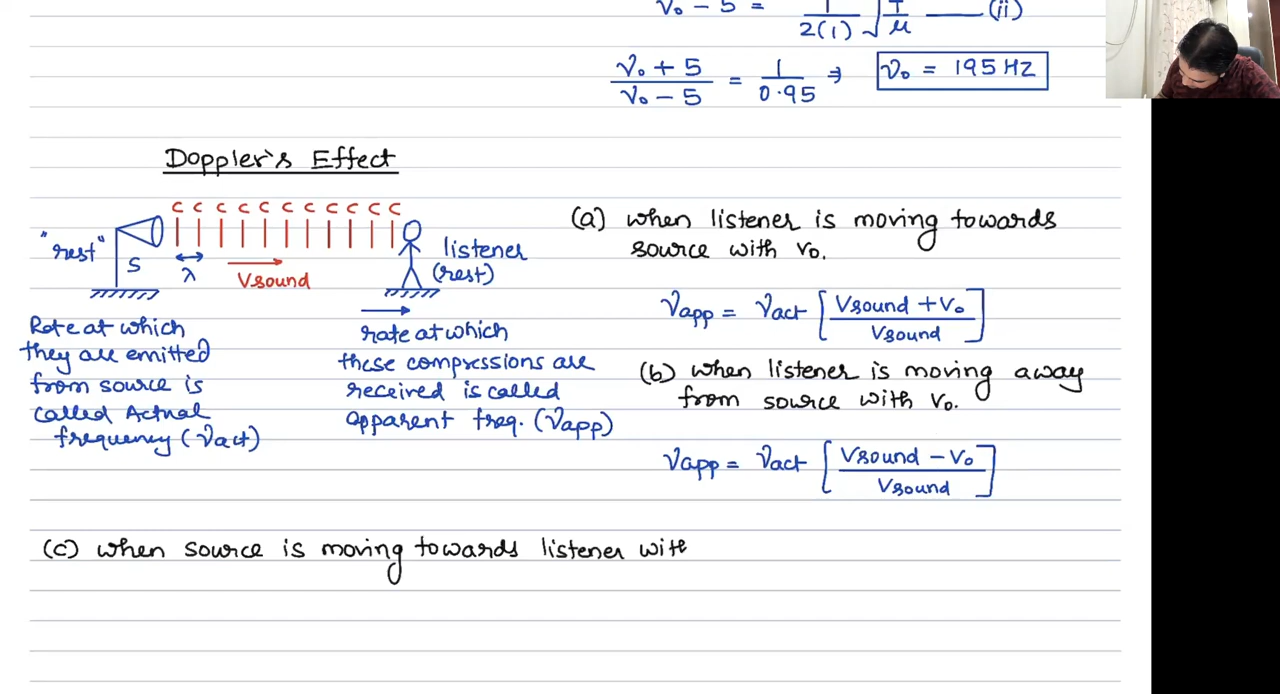 ν₀ − 5 = 1 / 2(1) √T/μ —— (ii)
ν₀ + 5 / ν₀ − 5 = 1 / 0.95 ⇒ ν₀ = 195 Hz
Doppler's Effect
C C C C C C C C C C C
"rest"
S
λ
Vsound
listener
(rest)
Rate at which
they are emitted
from source is
called Actual
frequency (νact)
rate at which
these compressions are
received is called
apparent freq. (νapp)
(a) when listener is moving towards
source with v₀.
νapp = νact [ Vsound + v₀ / Vsound ]
(b) when listener is moving away
from source with v₀.
νapp = νact [ Vsound − v₀ / Vsound ]
(c) when source is moving towards listener with